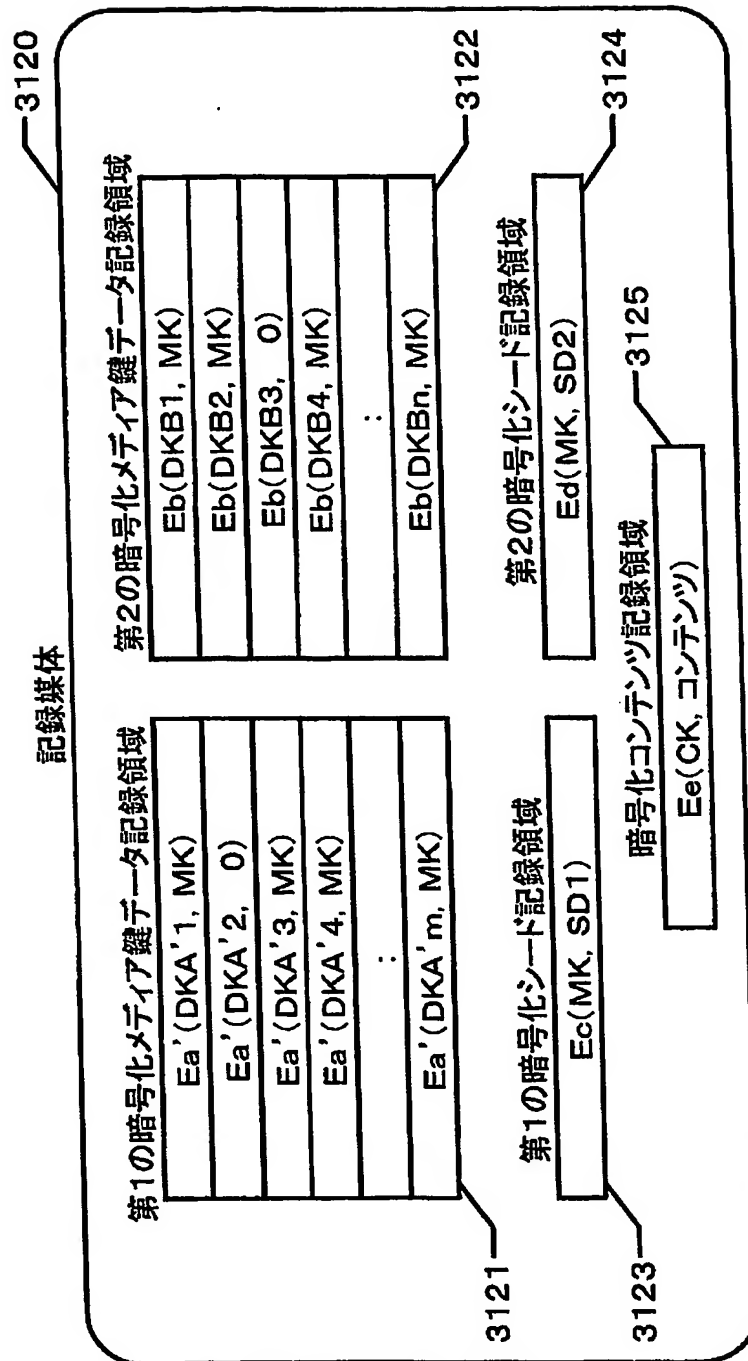 記録媒体
3120
第1の暗号化メディア鍵データ記録領域
Ea'(DKA'1, MK)
Ea'(DKA'2, 0)
Ea'(DKA'3, MK)
Ea'(DKA'4, MK)
:
Ea'(DKA'm, MK)
3121
第2の暗号化メディア鍵データ記録領域
Eb(DKB1, MK)
Eb(DKB2, MK)
Eb(DKB3, 0)
Eb(DKB4, MK)
:
Eb(DKBn, MK)
3122
第1の暗号化シード記録領域
Ec(MK, SD1)
3123
第2の暗号化シード記録領域
Ed(MK, SD2)
3124
暗号化コンテンツ記録領域
Ee(CK, コンテンツ)
3125